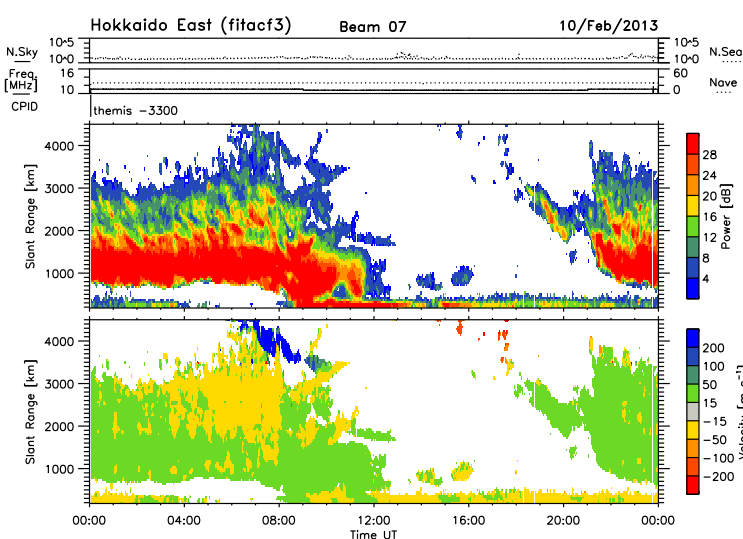 Hokkaido East (fitacf3) Beam 07 10/Feb/2013
N.Sky 10^5 10^0 10^5 10^0 N.Sea
Freq. [MHz] 16 10 60 0 Nave
CPID themis -3300
Slant Range [km] 4000 3000 2000 1000
28 24 20 16 12 8 4 Power [dB]
Slant Range [km] 4000 3000 2000 1000
200 100 50 15 -15 -50 -100 -200
00:00 04:00 08:00 12:00 16:00 20:00 00:00
Time UT